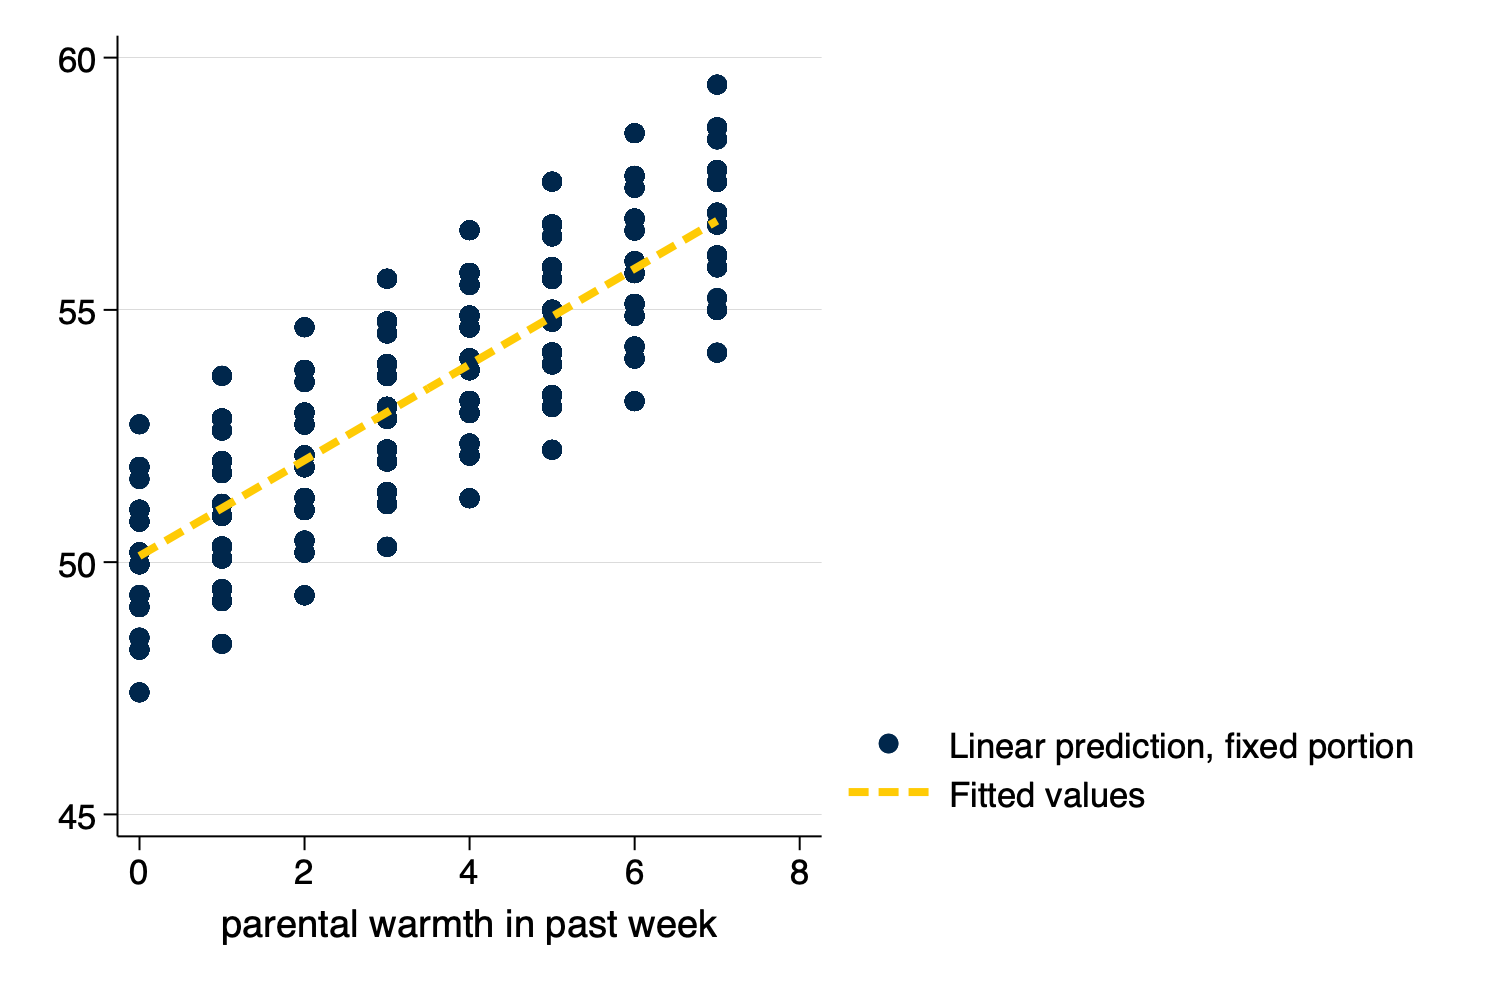 60
55
50
45
0 2 4 6 8
parental warmth in past week
Linear prediction, fixed portion
Fitted values